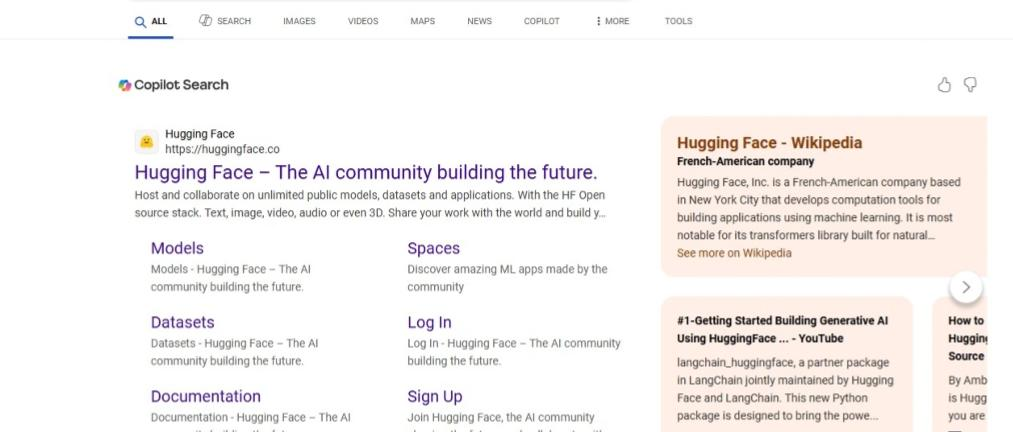 ALL SEARCH IMAGES VIDEOS MAPS NEWS COPILOT MORE TOOLS
Copilot Search
Hugging Face
https://huggingface.co
Hugging Face – The AI community building the future.
Host and collaborate on unlimited public models, datasets and applications. With the HF Open
source stack. Text, image, video, audio or even 3D. Share your work with the world and build y...
Models
Models - Hugging Face – The AI
community building the future.
Spaces
Discover amazing ML apps made by the
community
Datasets
Datasets - Hugging Face – The AI
community building the future.
Log In
Log In - Hugging Face – The AI community
building the future.
Documentation
Documentation - Hugging Face – The AI
Sign Up
Join Hugging Face, the AI community
Hugging Face - Wikipedia
French-American company
Hugging Face, Inc. is a French-American company based
in New York City that develops computation tools for
building applications using machine learning. It is most
notable for its transformers library built for natural...
See more on Wikipedia
#1-Getting Started Building Generative AI
Using HuggingFace ... - YouTube
langchain_huggingface, a partner package
in LangChain jointly maintained by Hugging
Face and LangChain. This new Python
package is designed to bring the powe...
How to
Hugging
Source
By Amb
is Hugg
you are